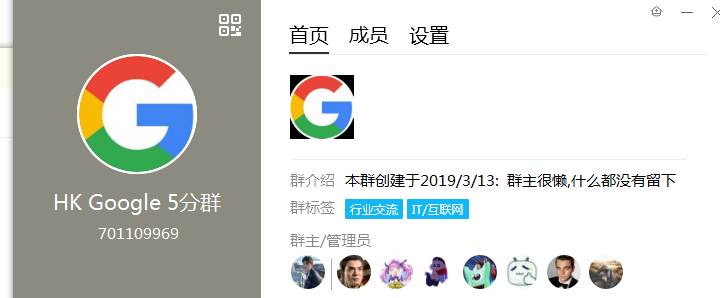 HK Google 5分群
701109969
首页 成员 设置
群介绍 本群创建于2019/3/13: 群主很懒,什么都没有留下
群标签 行业交流 IT/互联网
群主/管理员